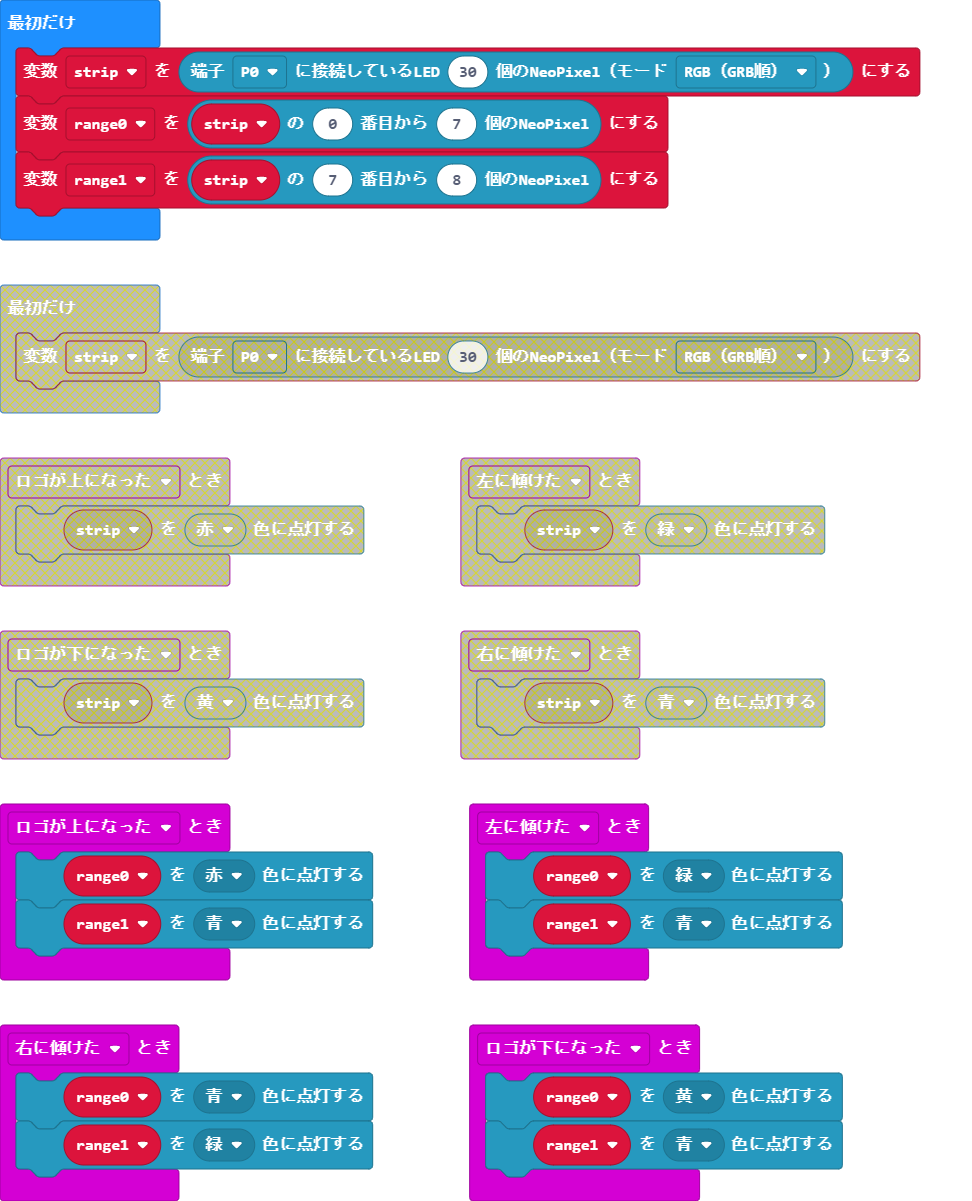 最初だけ
変数 strip を 端子 P0 に接続しているLED 30 個のNeoPixel（モード RGB（GRB順） ） にする
変数 range0 を strip の 0 番目から 7 個のNeoPixel にする
変数 range1 を strip の 7 番目から 8 個のNeoPixel にする
最初だけ
変数 strip を 端子 P0 に接続しているLED 30 個のNeoPixel（モード RGB（GRB順） ） にする
ロゴが上になった とき
strip を 赤 色に点灯する
左に傾けた とき
strip を 緑 色に点灯する
ロゴが下になった とき
strip を 黄 色に点灯する
右に傾けた とき
strip を 青 色に点灯する
ロゴが上になった とき
range0 を 赤 色に点灯する
range1 を 青 色に点灯する
左に傾けた とき
range0 を 緑 色に点灯する
range1 を 青 色に点灯する
右に傾けた とき
range0 を 青 色に点灯する
range1 を 緑 色に点灯する
ロゴが下になった とき
range0 を 黄 色に点灯する
range1 を 青 色に点灯する